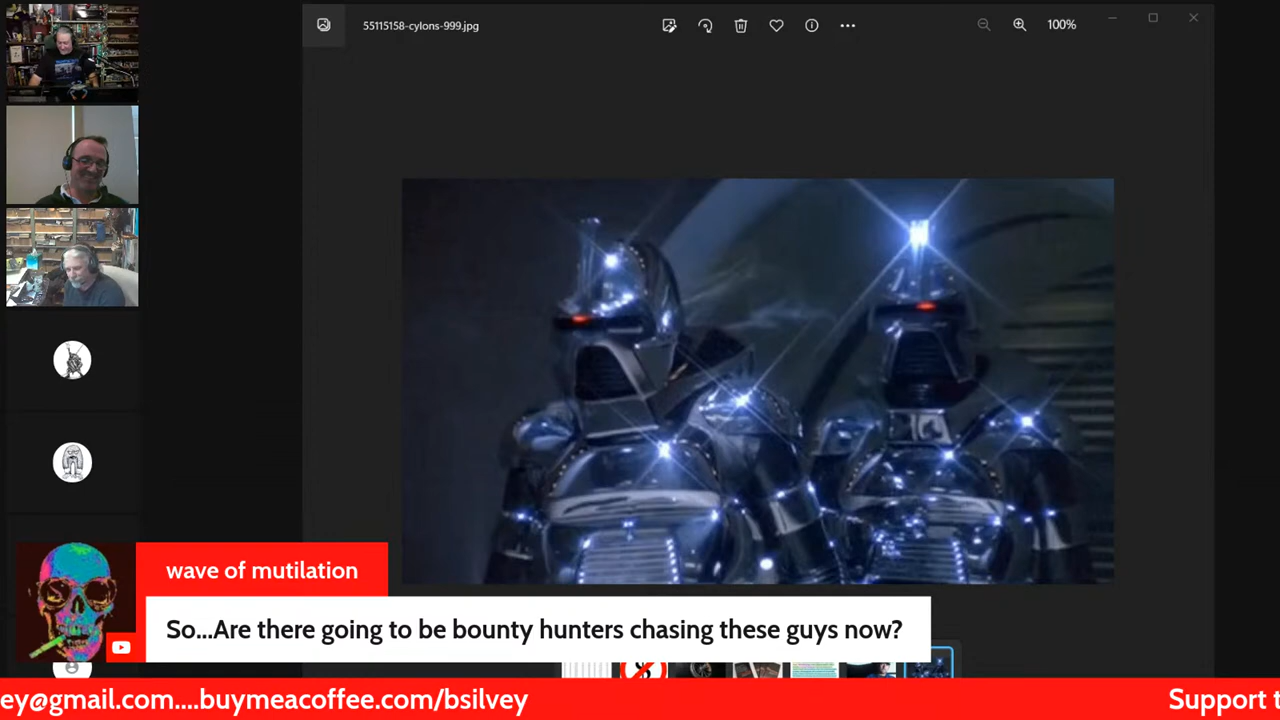 55115158-cylons-999.jpg
100%
wave of mutilation
So...Are there going to be bounty hunters chasing these guys now?
ey@gmail.com....buymeacoffee.com/bsilvey
Support t